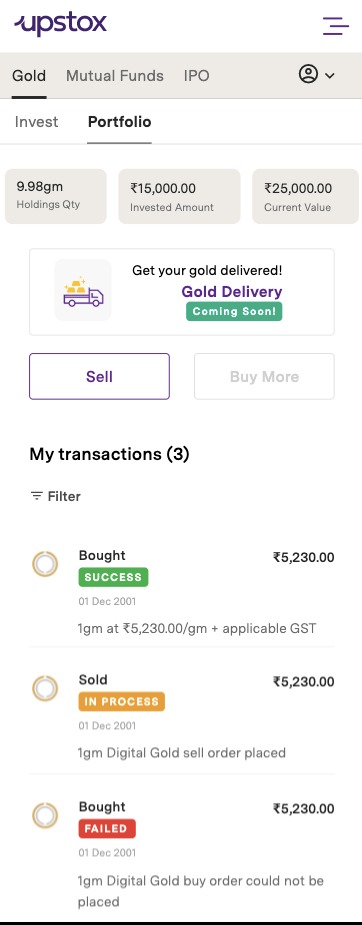 upstox
Gold Mutual Funds IPO
Invest Portfolio
9.98gm
Holdings Qty
₹15,000.00
Invested Amount
₹25,000.00
Current Value
Get your gold delivered!
Gold Delivery
Coming Soon!
Sell
Buy More
My transactions (3)
Filter
Bought
₹5,230.00
SUCCESS
01 Dec 2001
1gm at ₹5,230.00/gm + applicable GST
Sold
₹5,230.00
IN PROCESS
01 Dec 2001
1gm Digital Gold sell order placed
Bought
₹5,230.00
FAILED
01 Dec 2001
1gm Digital Gold buy order could not be
placed